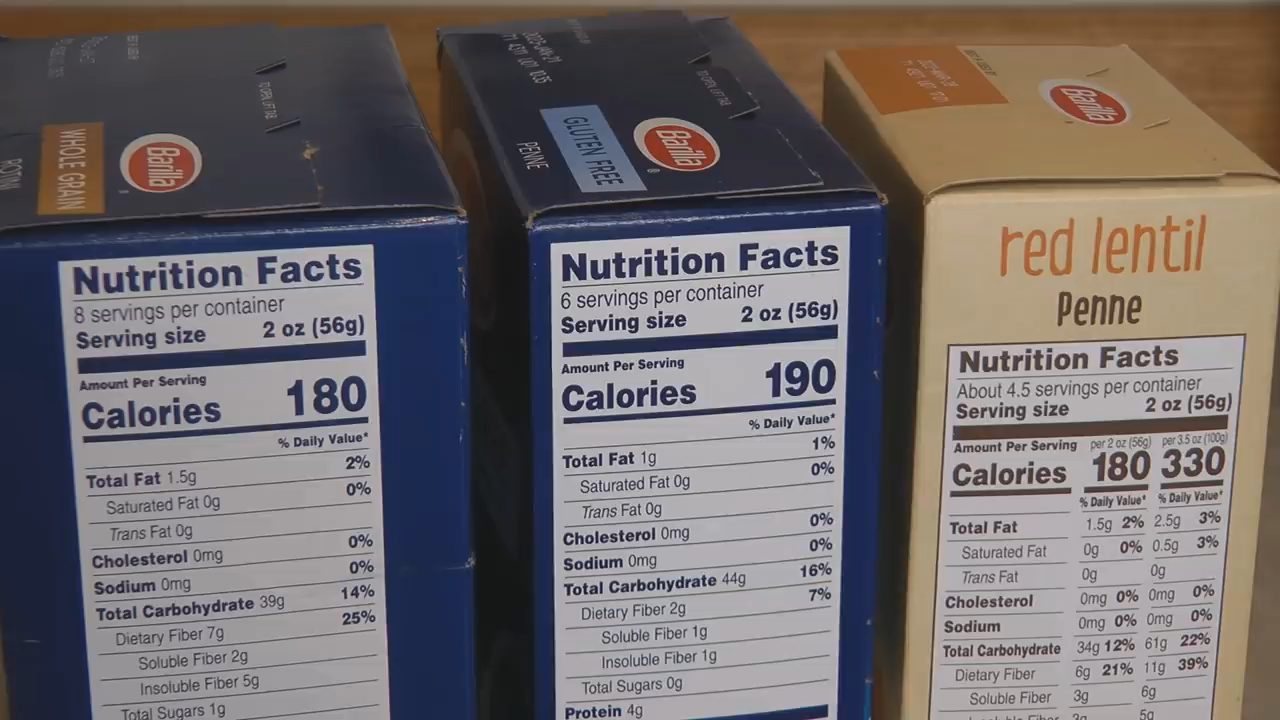 WHOLE GRAIN
Barilla
Nutrition Facts
8 servings per container
Serving size 2 oz (56g)
Amount Per Serving
Calories 180
% Daily Value*
Total Fat 1.5g 2%
Saturated Fat 0g 0%
Trans Fat 0g
Cholesterol 0mg 0%
Sodium 0mg 0%
Total Carbohydrate 39g 14%
Dietary Fiber 7g 25%
Soluble Fiber 2g
Insoluble Fiber 5g
Total Sugars 1g
GLUTEN FREE
PENNE
Barilla
Nutrition Facts
6 servings per container
Serving size 2 oz (56g)
Amount Per Serving
Calories 190
% Daily Value*
Total Fat 1g 1%
Saturated Fat 0g 0%
Trans Fat 0g
Cholesterol 0mg 0%
Sodium 0mg 0%
Total Carbohydrate 44g 16%
Dietary Fiber 2g 7%
Soluble Fiber 1g
Insoluble Fiber 1g
Total Sugars 0g
Protein 4g
Barilla
red lentil
Penne
Nutrition Facts
About 4.5 servings per container
Serving size 2 oz (56g)
Amount Per Serving per 2 oz (56g) per 3.5 oz (100g)
Calories 180 330
% Daily Value* % Daily Value*
Total Fat 1.5g 2% 2.5g 3%
Saturated Fat 0g 0% 0.5g 3%
Trans Fat 0g 0g
Cholesterol 0mg 0% 0mg 0%
Sodium 0mg 0% 0mg 0%
Total Carbohydrate 34g 12% 61g 22%
Dietary Fiber 6g 21% 11g 39%
Soluble Fiber 3g 6g
5g